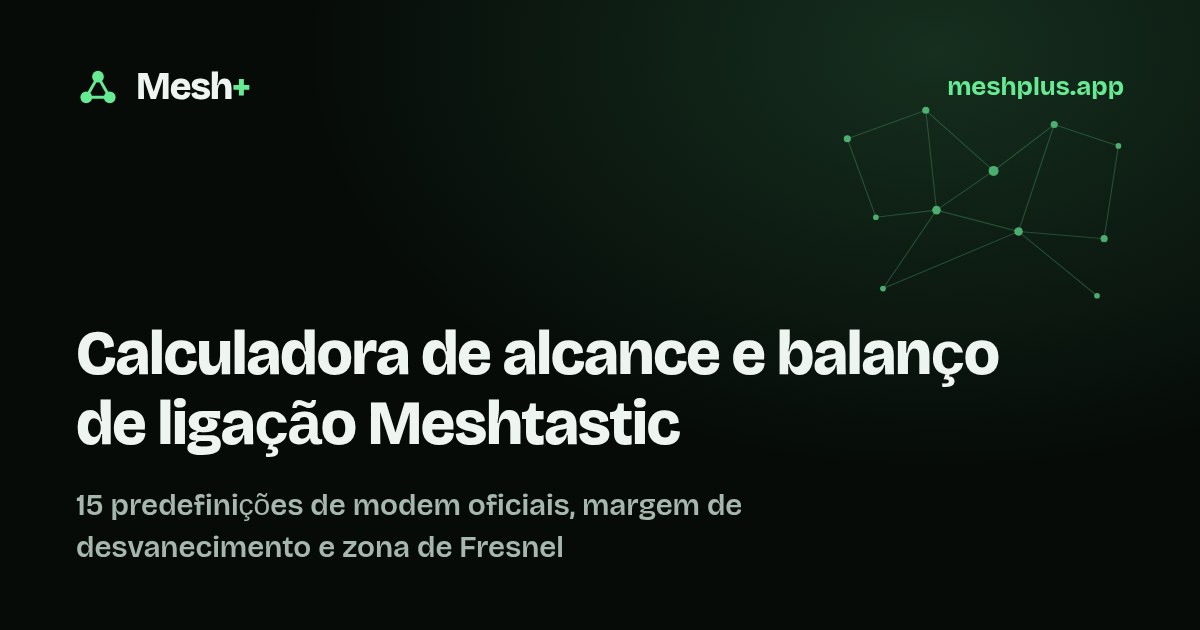 Mesh+
meshplus.app
Calculadora de alcance e balanço
de ligação Meshtastic
15 predefinições de modem oficiais, margem de
desvanecimento e zona de Fresnel